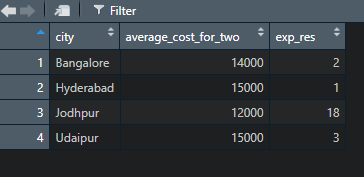 Filter
city average_cost_for_two exp_res
1 Bangalore 14000 2
2 Hyderabad 15000 1
3 Jodhpur 12000 18
4 Udaipur 15000 3